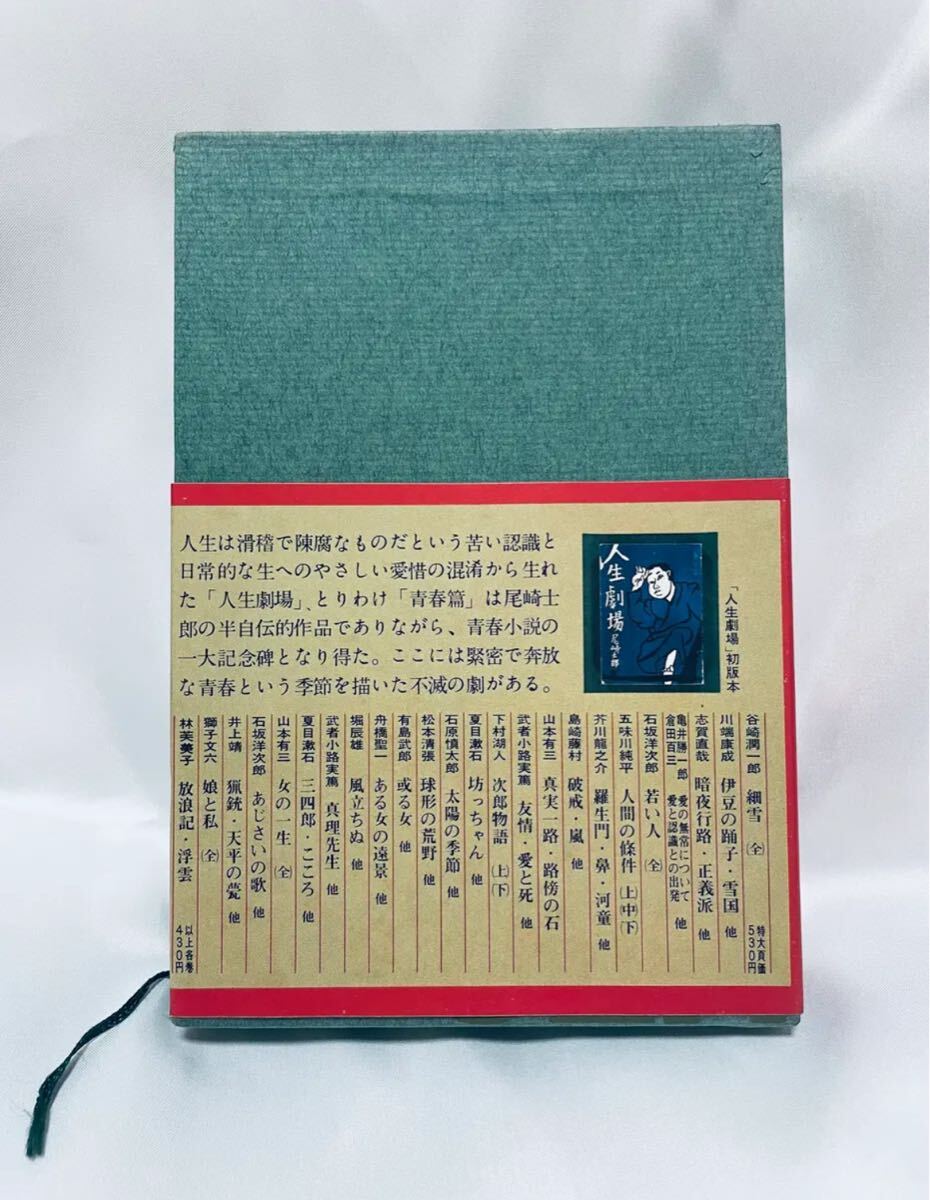 人生は滑稽で陳腐なものだという苦い認識と
日常的な生へのやさしい愛惜の混淆から生れ
た「人生劇場」、とりわけ「青春篇」は尾崎士
郎の半自伝的作品でありながら、青春小説の
一大記念碑となり得た。ここには緊密で奔放
な青春という季節を描いた不滅の劇がある。
人生劇場
尾崎士郎
「人生劇場」初版本
谷崎潤一郎 細雪 (全) 特大頁価530円
川端康成 伊豆の踊子・雪国 他
志賀直哉 暗夜行路・正義派 他
亀井勝一郎 愛の無常について
倉田百三 愛と認識との出発 他
石坂洋次郎 若い人 (全)
五味川純平 人間の條件 (上)(中)(下)
芥川龍之介 羅生門・鼻・河童 他
島崎藤村 破戒・嵐 他
山本有三 真実一路・路傍の石
武者小路実篤 友情・愛と死 他
下村湖人 次郎物語 (上)(下)
夏目漱石 坊っちゃん 他
石原慎太郎 太陽の季節 他
松本清張 球形の荒野 他
有島武郎 或る女 他
舟橋聖一 ある女の遠景 他
堀辰雄 風立ちぬ 他
武者小路実篤 真理先生 他
夏目漱石 三四郎・こころ 他
山本有三 女の一生 (全)
石坂洋次郎 あじさいの歌 他
井上靖 猟銃・天平の甍 他
獅子文六 娘と私 (全)
林芙美子 放浪記・浮雲 以上各巻430円